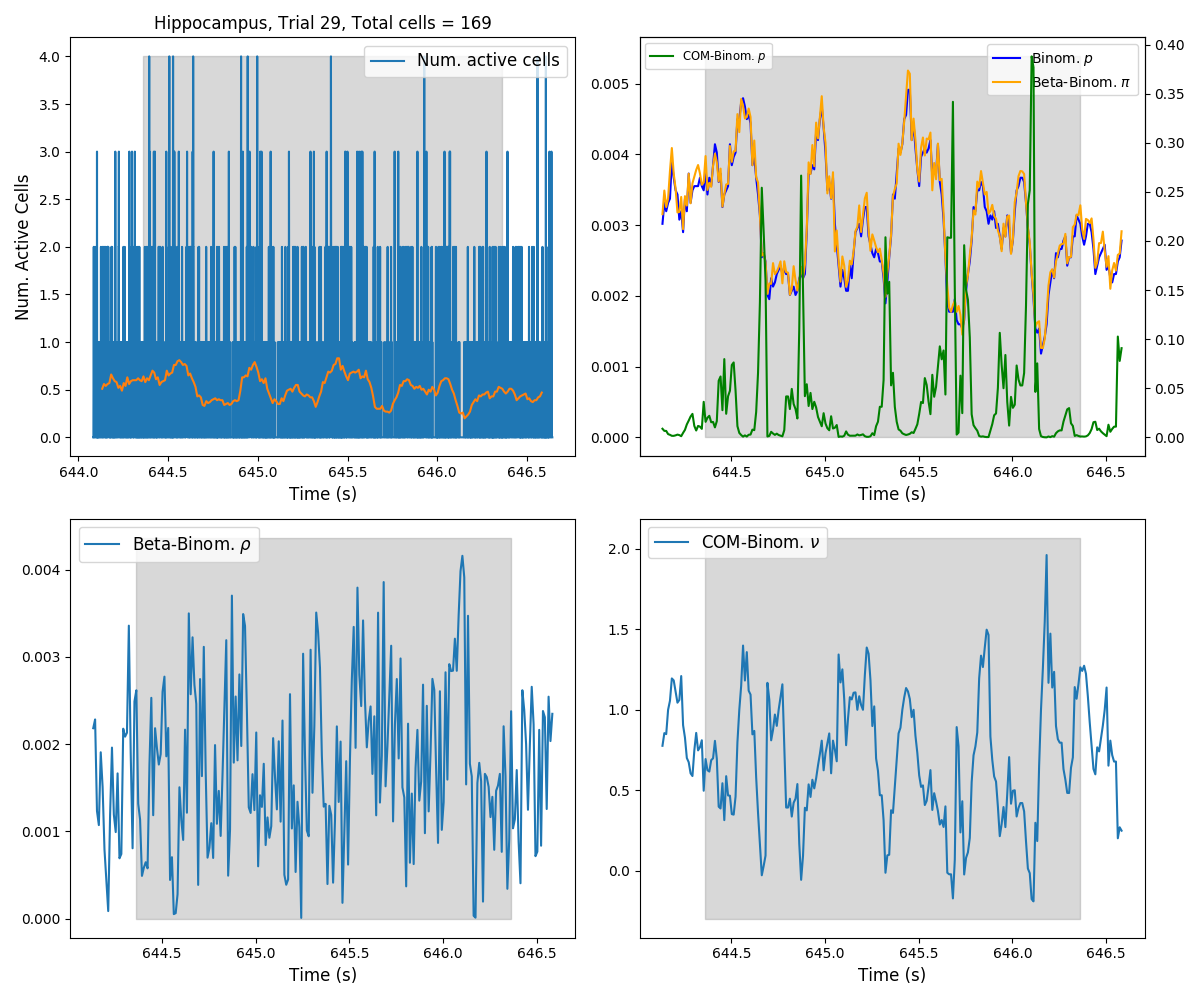 Hippocampus, Trial 29, Total cells = 169
Num. active cells
Num. Active Cells
4.0
3.5
3.0
2.5
2.0
1.5
1.0
0.5
0.0
644.0 644.5 645.0 645.5 646.0 646.5
Time (s)
COM-Binom. p
Binom. p
Beta-Binom. π
0.005
0.004
0.003
0.002
0.001
0.000
0.40
0.35
0.30
0.25
0.20
0.15
0.10
0.05
0.00
644.5 645.0 645.5 646.0 646.5
Time (s)
Beta-Binom. ρ
0.004
0.003
0.002
0.001
0.000
644.5 645.0 645.5 646.0 646.5
Time (s)
COM-Binom. ν
2.0
1.5
1.0
0.5
0.0
644.5 645.0 645.5 646.0 646.5
Time (s)